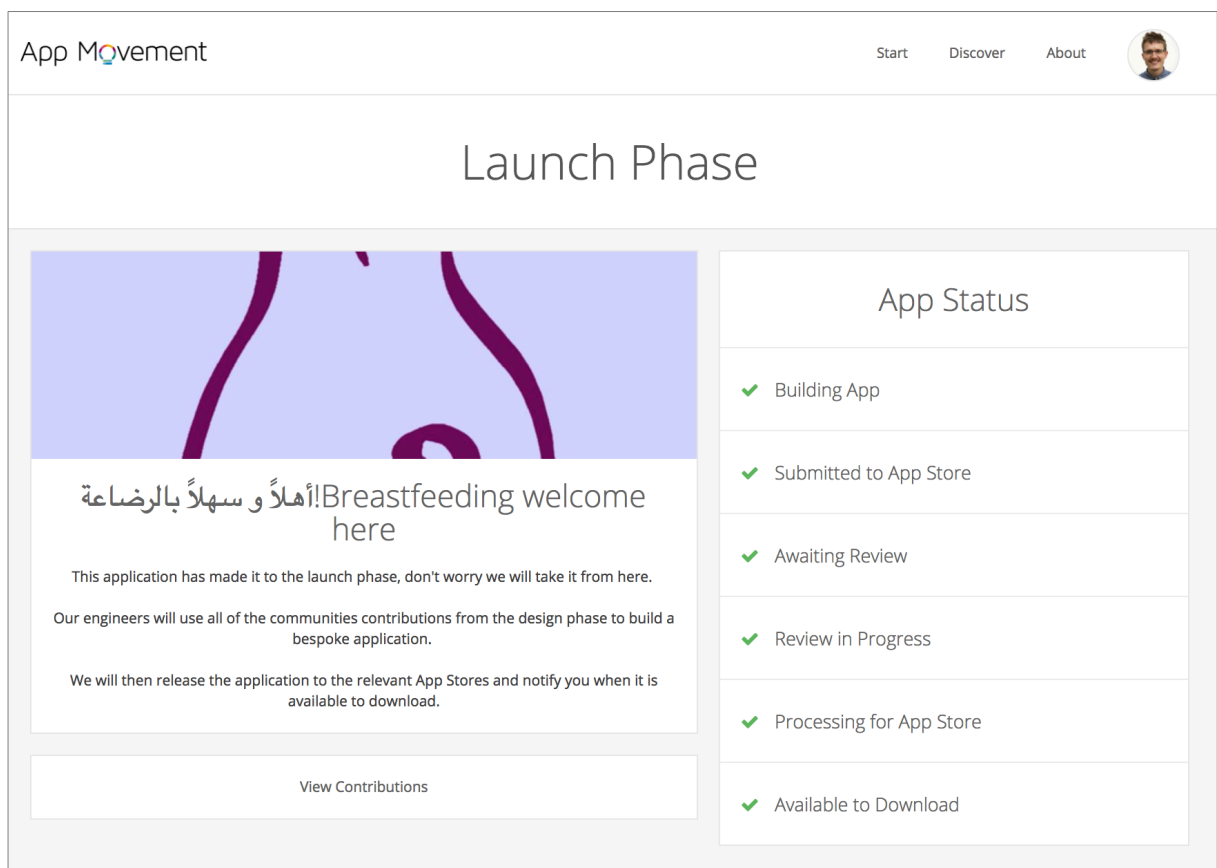 App Movement
Start Discover About
Launch Phase
أهلاً و سهلاً بالرضاعة!Breastfeeding welcome
here
This application has made it to the launch phase, don't worry we will take it from here.
Our engineers will use all of the communities contributions from the design phase to build a
bespoke application.
We will then release the application to the relevant App Stores and notify you when it is
available to download.
View Contributions
App Status
Building App
Submitted to App Store
Awaiting Review
Review in Progress
Processing for App Store
Available to Download